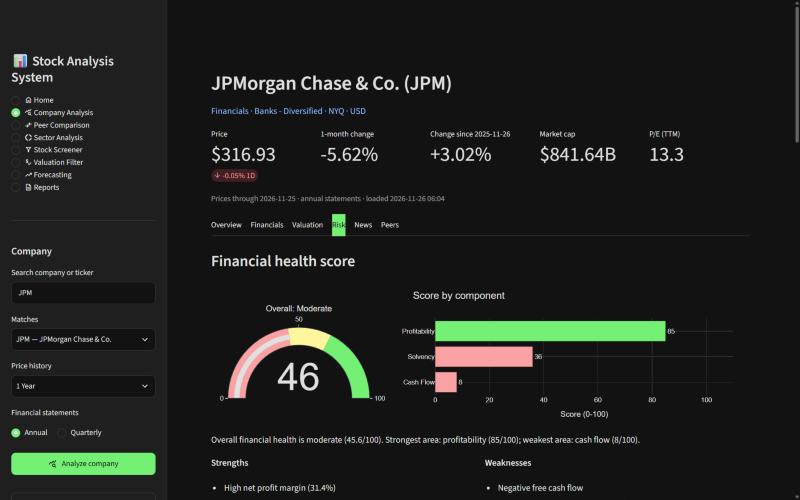 Stock Analysis
System
Home
Company Analysis
Peer Comparison
Sector Analysis
Stock Screener
Valuation Filter
Forecasting
Reports
Company
Search company or ticker
JPM
Matches
JPM — JPMorgan Chase & Co.
Price history
1 Year
Financial statements
Annual Quarterly
Analyze company
JPMorgan Chase & Co. (JPM)
Financials · Banks - Diversified · NYQ · USD
Price 1-month change Change since 2025-11-26 Market cap P/E (TTM)
$316.93 -5.62% +3.02% $841.64B 13.3
↓ -0.05% 1D
Prices through 2026-11-25 · annual statements · loaded 2026-11-26 06:04
Overview Financials Valuation Risk News Peers
Financial health score
Overall: Moderate
50
46
0 100
Score by component
Profitability 85
Solvency 36
Cash Flow 8
0 20 40 60 80 100
Score (0-100)
Overall financial health is moderate (45.6/100). Strongest area: profitability (85/100); weakest area: cash flow (8/100).
Strengths Weaknesses
• High net profit margin (31.4%) • Negative free cash flow